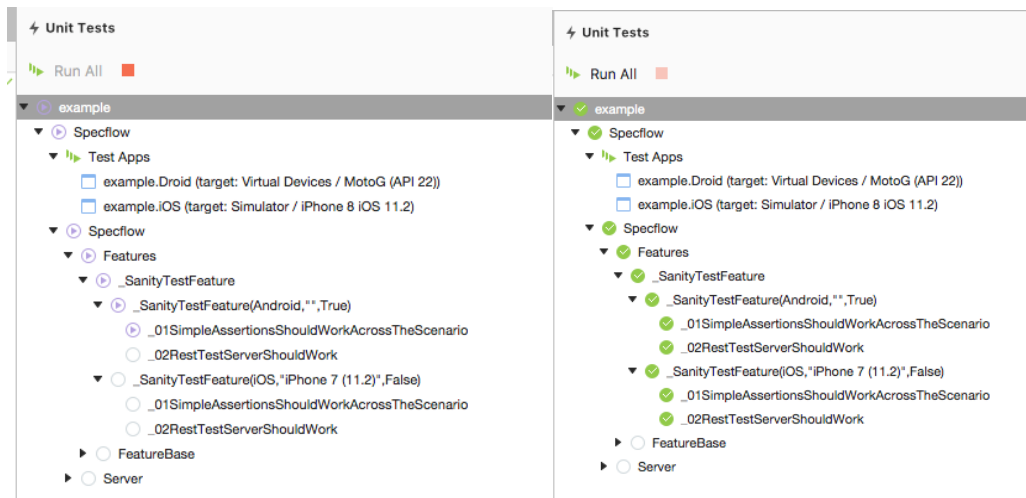 Unit Tests
Run All
example
Specflow
Test Apps
example.Droid (target: Virtual Devices / MotoG (API 22))
example.iOS (target: Simulator / iPhone 8 iOS 11.2)
Specflow
Features
_SanityTestFeature
_SanityTestFeature(Android,"",True)
_01SimpleAssertionsShouldWorkAcrossTheScenario
_02RestTestServerShouldWork
_SanityTestFeature(iOS,"iPhone 7 (11.2)",False)
_01SimpleAssertionsShouldWorkAcrossTheScenario
_02RestTestServerShouldWork
FeatureBase
Server
Unit Tests
Run All
example
Specflow
Test Apps
example.Droid (target: Virtual Devices / MotoG (API 22))
example.iOS (target: Simulator / iPhone 8 iOS 11.2)
Specflow
Features
_SanityTestFeature
_SanityTestFeature(Android,"",True)
_01SimpleAssertionsShouldWorkAcrossTheScenario
_02RestTestServerShouldWork
_SanityTestFeature(iOS,"iPhone 7 (11.2)",False)
_01SimpleAssertionsShouldWorkAcrossTheScenario
_02RestTestServerShouldWork
FeatureBase
Server